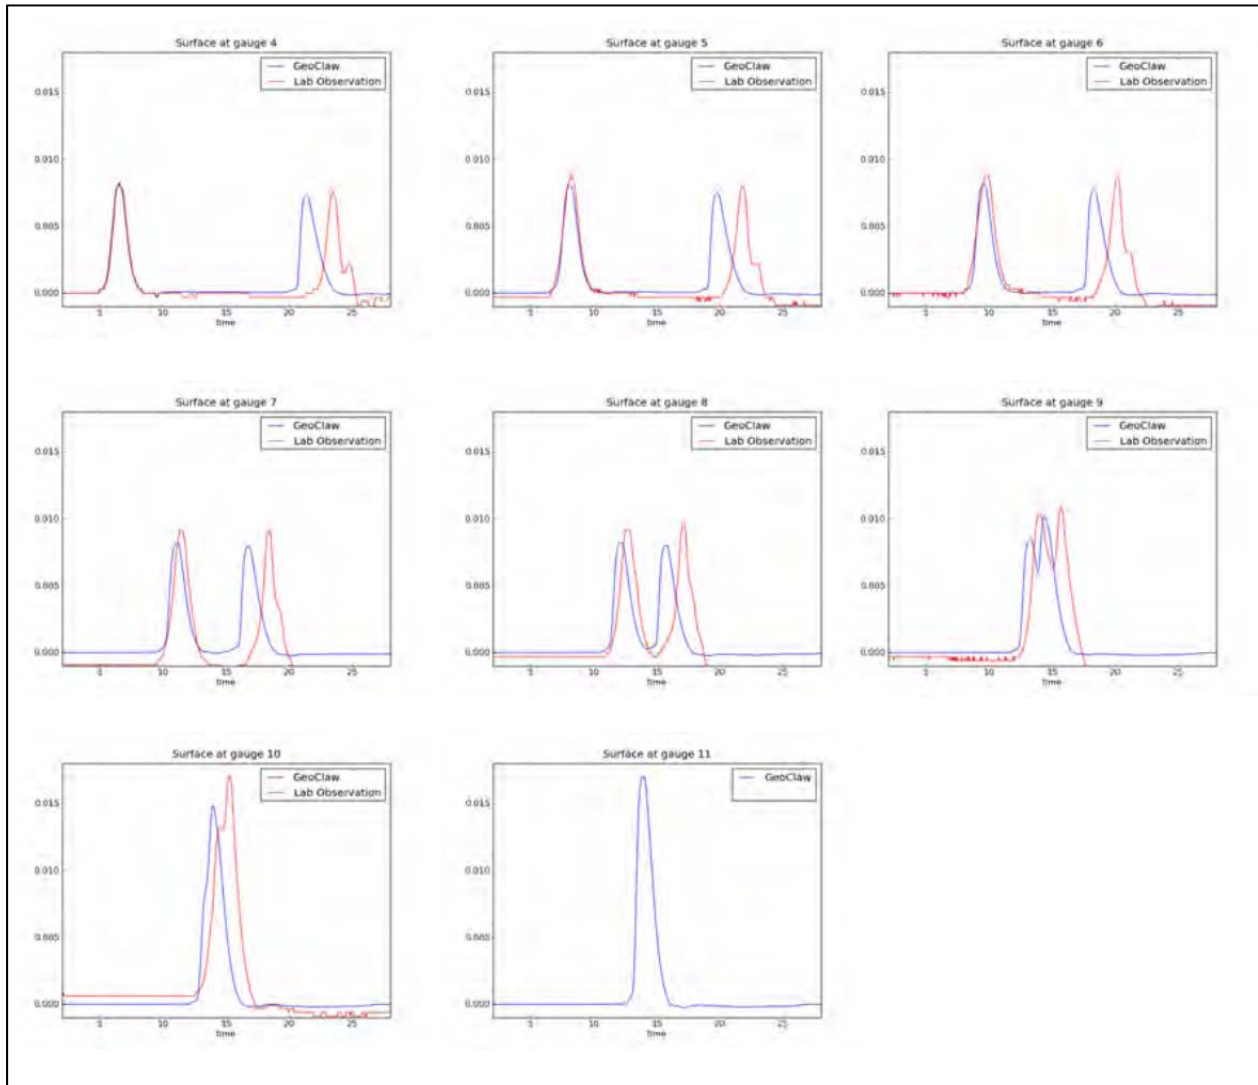 Surface at gauge 4
GeoClaw
Lab Observation
0.015
0.010
0.005
0.000
5 10 15 20 25
time
Surface at gauge 5
GeoClaw
Lab Observation
0.015
0.010
0.005
0.000
5 10 15 20 25
time
Surface at gauge 6
GeoClaw
Lab Observation
0.015
0.010
0.005
0.000
5 10 15 20 25
time
Surface at gauge 7
GeoClaw
Lab Observation
0.015
0.010
0.005
0.000
5 10 15 20 25
time
Surface at gauge 8
GeoClaw
Lab Observation
0.015
0.010
0.005
0.000
5 10 15 20 25
time
Surface at gauge 9
GeoClaw
Lab Observation
0.015
0.010
0.005
0.000
5 10 15 20 25
time
Surface at gauge 10
GeoClaw
Lab Observation
0.015
0.010
0.005
0.000
5 10 15 20 25
time
Surface at gauge 11
GeoClaw
0.015
0.010
0.005
0.000
5 10 15 20 25
time